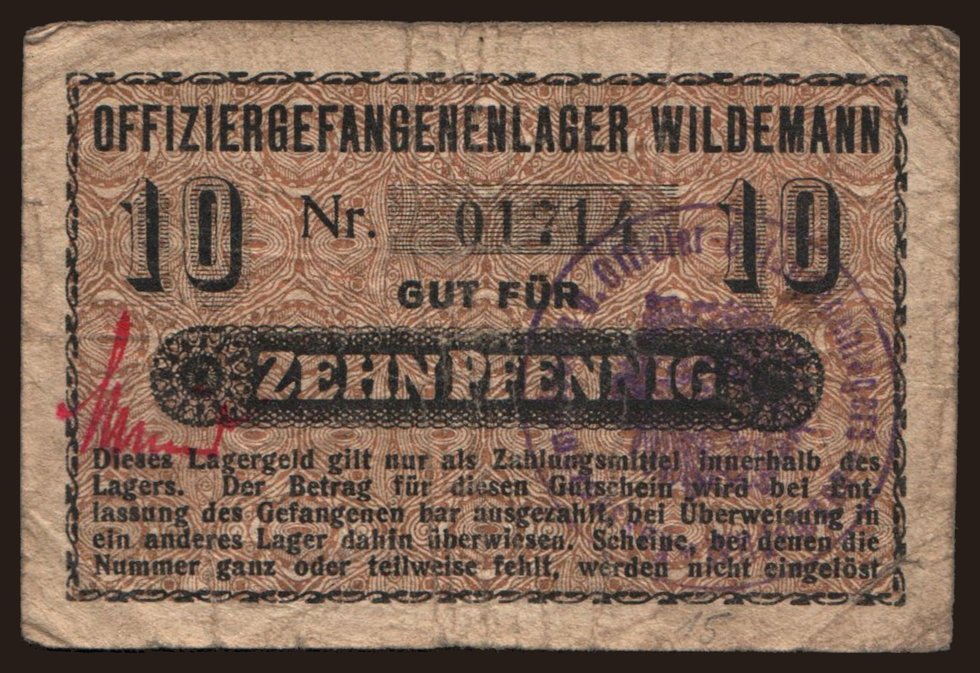 OFFIZIERGEFANGENENLAGER WILDEMANN
10 Nr. 01714 10
GUT FÜR
ZEHN PFENNIG
Dieses Lagergeld gilt nur als Zahlungsmittel innerhalb des
Lagers. Der Betrag für diesen Gutschein wird bei Ent-
lassung des Gefangenen bar ausgezahlt, bei Überweisung in
ein anderes Lager dahin überwiesen. Scheine, bei denen die
Nummer ganz oder teilweise fehlt, werden nicht eingelöst
15